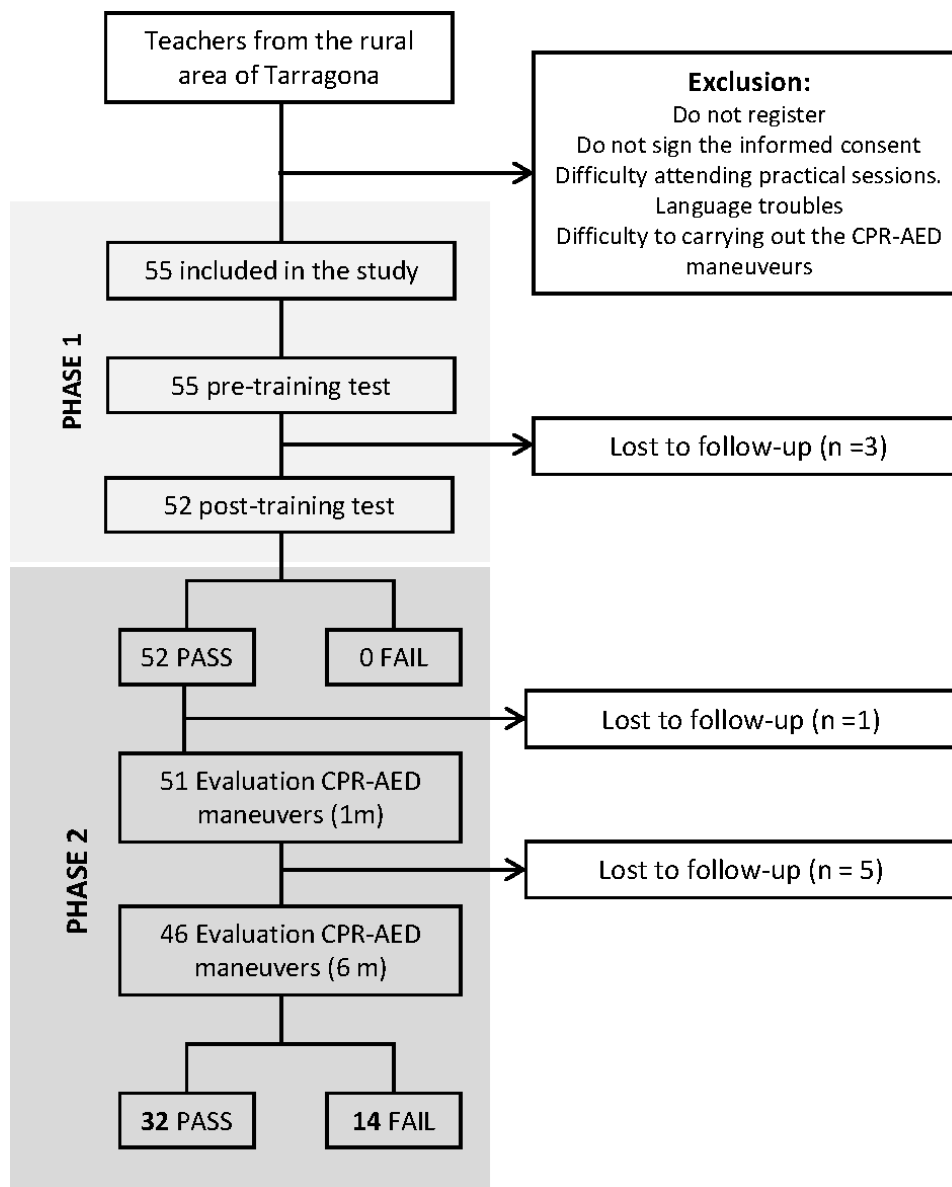 Teachers from the rural
area of Tarragona
Exclusion:
Do not register
Do not sign the informed consent
Difficulty attending practical sessions.
Language troubles
Difficulty to carrying out the CPR-AED
maneuveurs
PHASE 1
55 included in the study
55 pre-training test
Lost to follow-up (n =3)
52 post-training test
PHASE 2
52 PASS
0 FAIL
Lost to follow-up (n =1)
51 Evaluation CPR-AED
maneuvers (1m)
Lost to follow-up (n = 5)
46 Evaluation CPR-AED
maneuvers (6 m)
32 PASS
14 FAIL